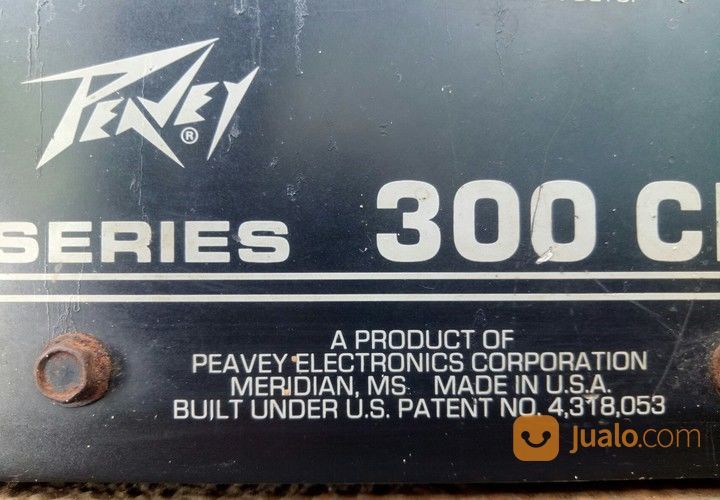 PEAVEY®
SERIES 300 C
A PRODUCT OF
PEAVEY ELECTRONICS CORPORATION
MERIDIAN, MS. MADE IN U.S.A.
BUILT UNDER U.S. PATENT NO. 4,318,053
jualo.com